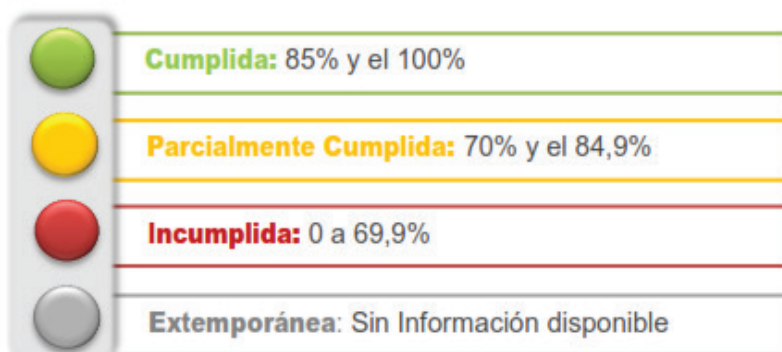 Cumplida: 85% y el 100%
Parcialmente Cumplida: 70% y el 84,9%
Incumplida: 0 a 69,9%
Extemporánea: Sin Información disponible